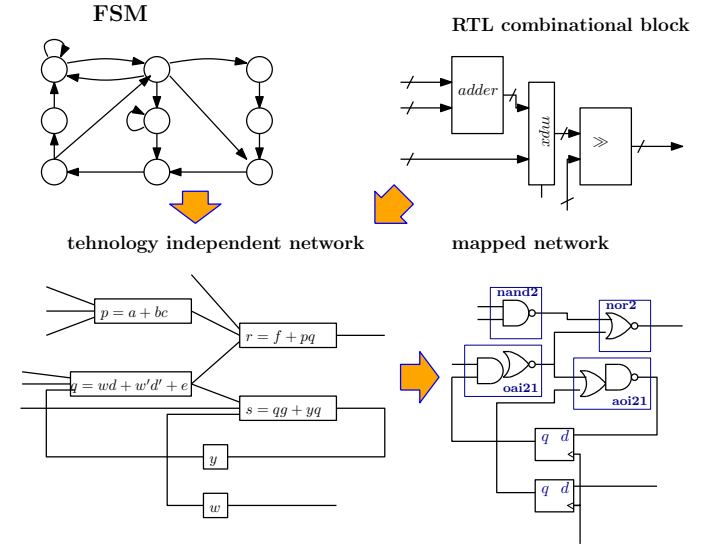 FSM
RTL combinational block
adder
mpx
≫
tehnology independent network
mapped network
p = a + bc
r = f + pq
q = wd + w′d′ + e
s = qg + yq
y
w
nand2
nor2
oai21
aoi21
q d
q d